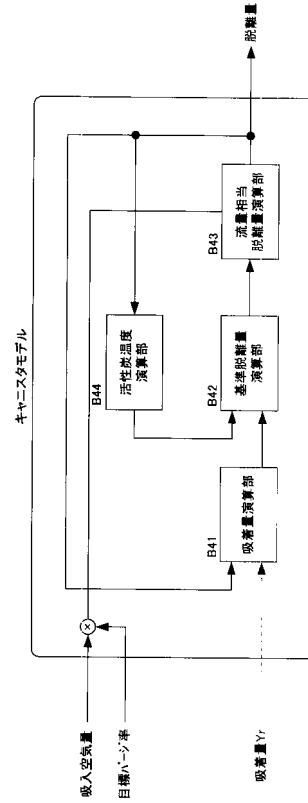 キャニスタモデル
吸入空気量
目標パージ率
吸着量Yr
B41
吸着量演算部
B44
活性炭温度
演算部
B42
基準脱離量
演算部
B43
流量相当
脱離量演算部
脱離量